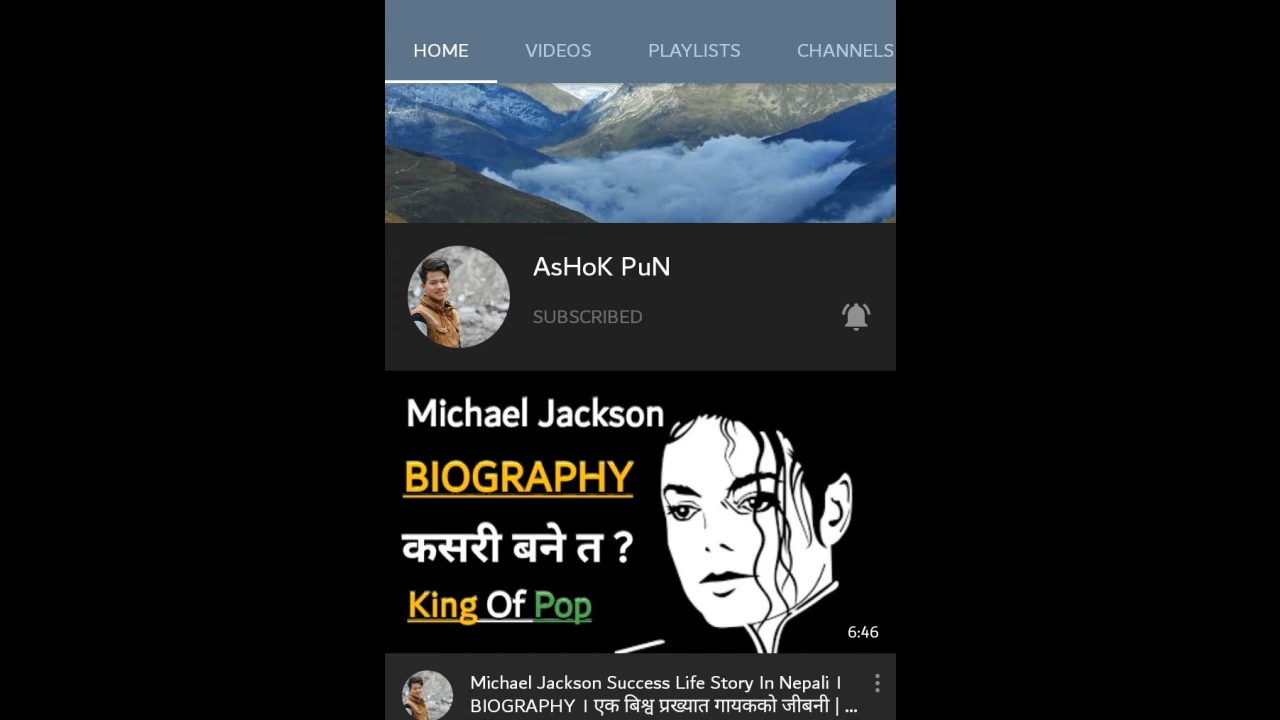 HOME VIDEOS PLAYLISTS CHANNELS
AsHoK PuN
SUBSCRIBED
Michael Jackson
BIOGRAPHY
कसरी बने त ?
King Of Pop
6:46
Michael Jackson Success Life Story In Nepali ।
BIOGRAPHY । एक बिश्व प्रख्यात गायकको जीबनी | ...